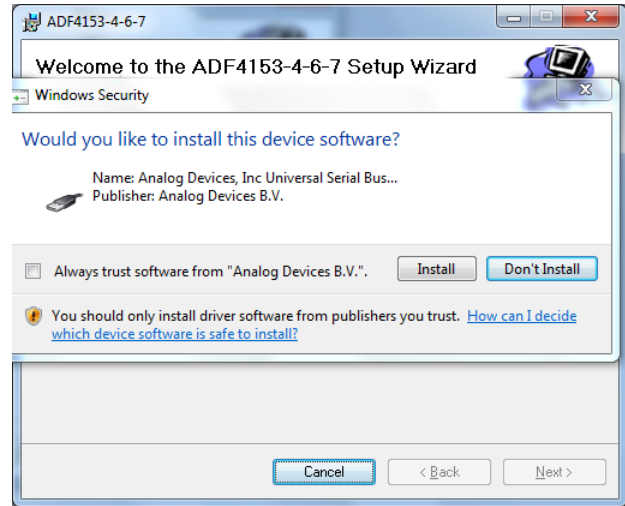 ADF4153-4-6-7
Welcome to the ADF4153-4-6-7 Setup Wizard
Windows Security
Would you like to install this device software?
Name: Analog Devices, Inc Universal Serial Bus...
Publisher: Analog Devices B.V.
Always trust software from "Analog Devices B.V.".
Install
Don't Install
You should only install driver software from publishers you trust. How can I decide
which device software is safe to install?
Cancel
< Back
Next >